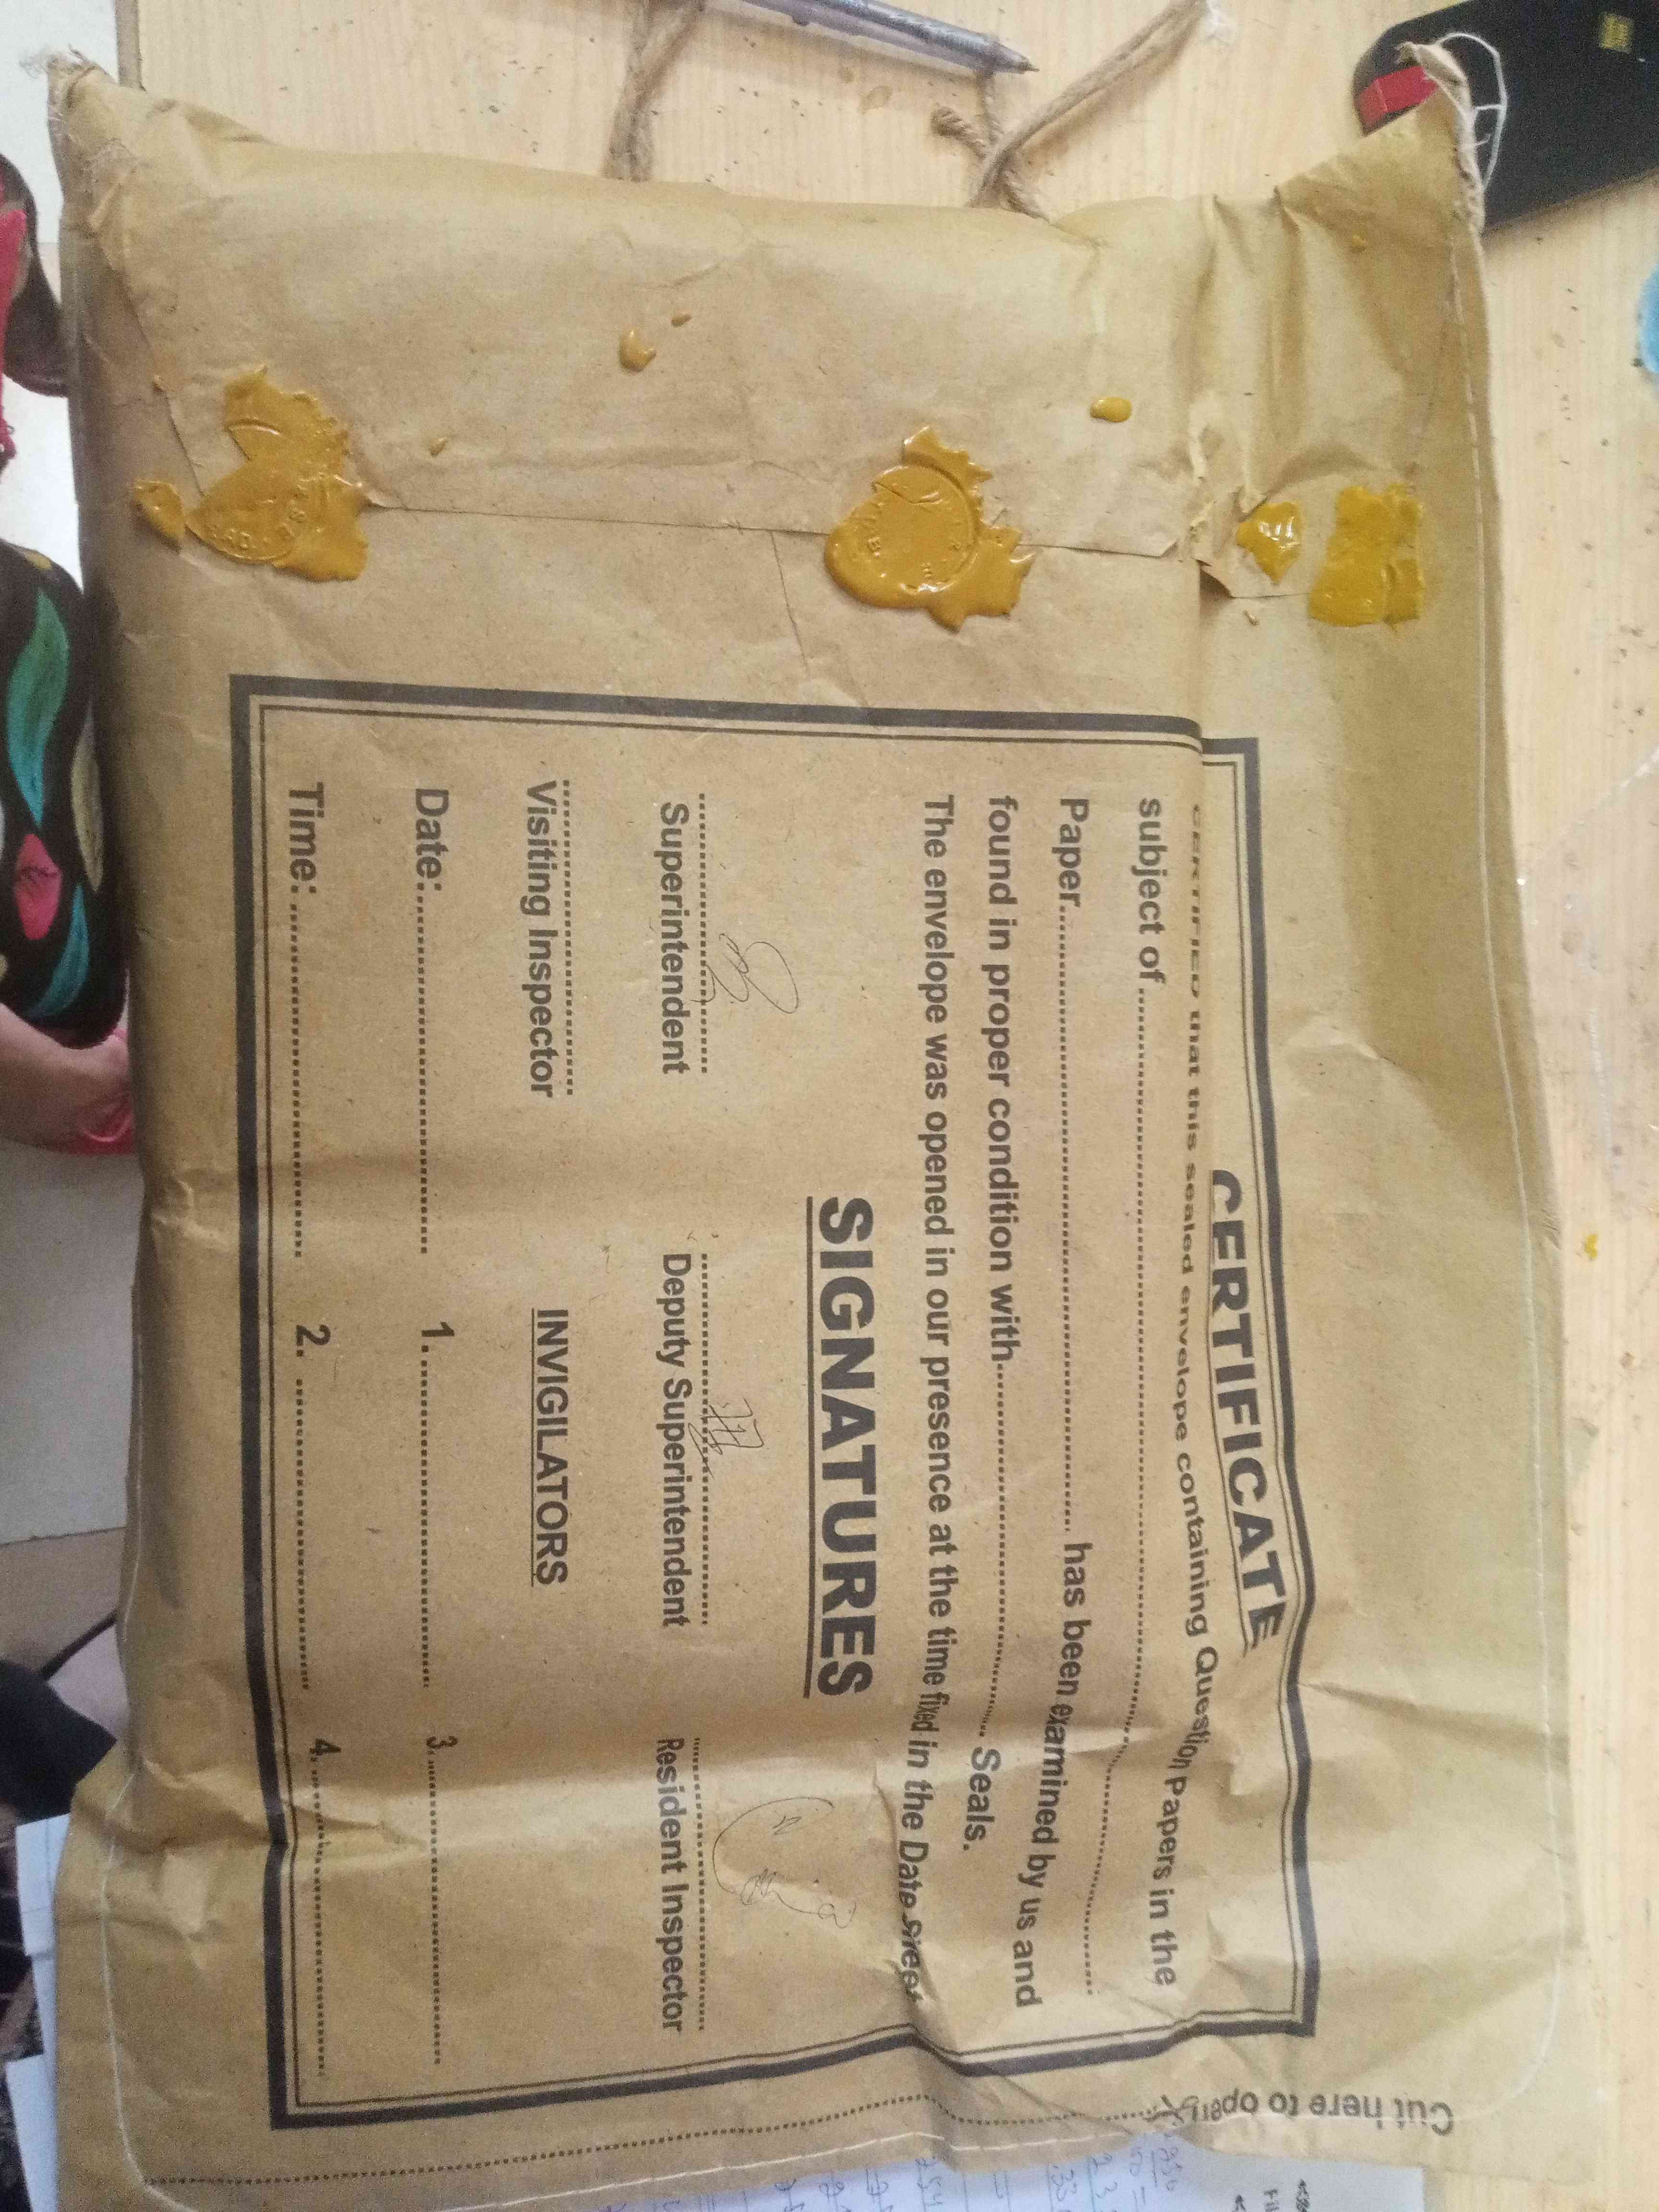 CERTIFICATE
CERTIFIED that this sealed envelope containing Question Papers in the
subject of ..........................................................
Paper.......................................... has been examined by us and
found in proper condition with.............................. Seals.
The envelope was opened in our presence at the time fixed in the Date Sheet
SIGNATURES
Superintendent Deputy Superintendent Resident Inspector
Visiting Inspector INVIGILATORS
Date:.............................. 1.............................. 3..............................
Time:.............................. 2. .............................. 4..............................
Cut here to open